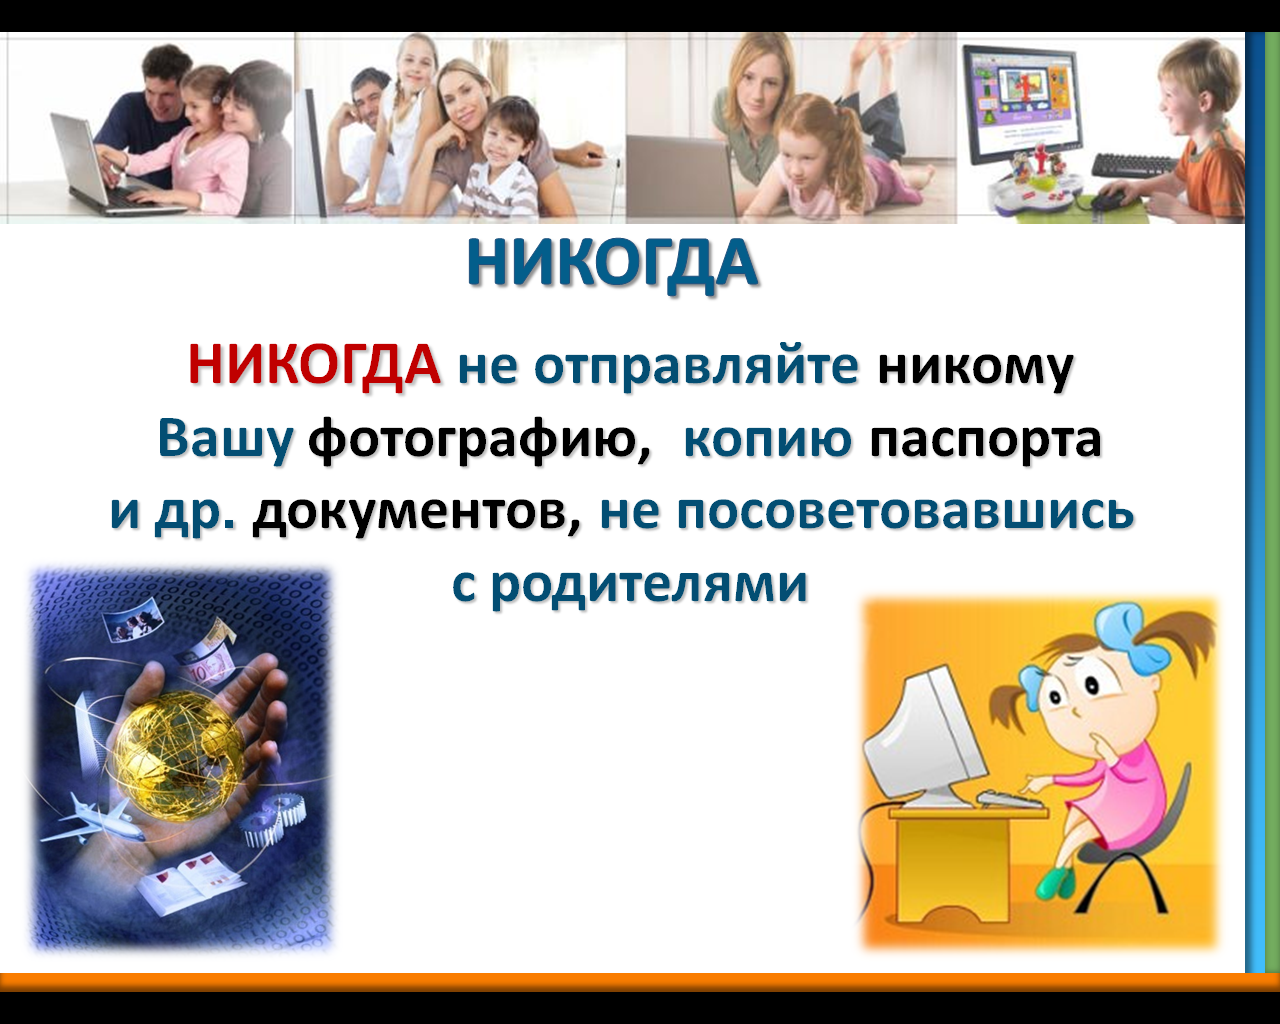 НИКОГДА
НИКОГДА не отправляйте никому
Вашу фотографию, копию паспорта
и др. документов, не посоветовавшись
с родителями